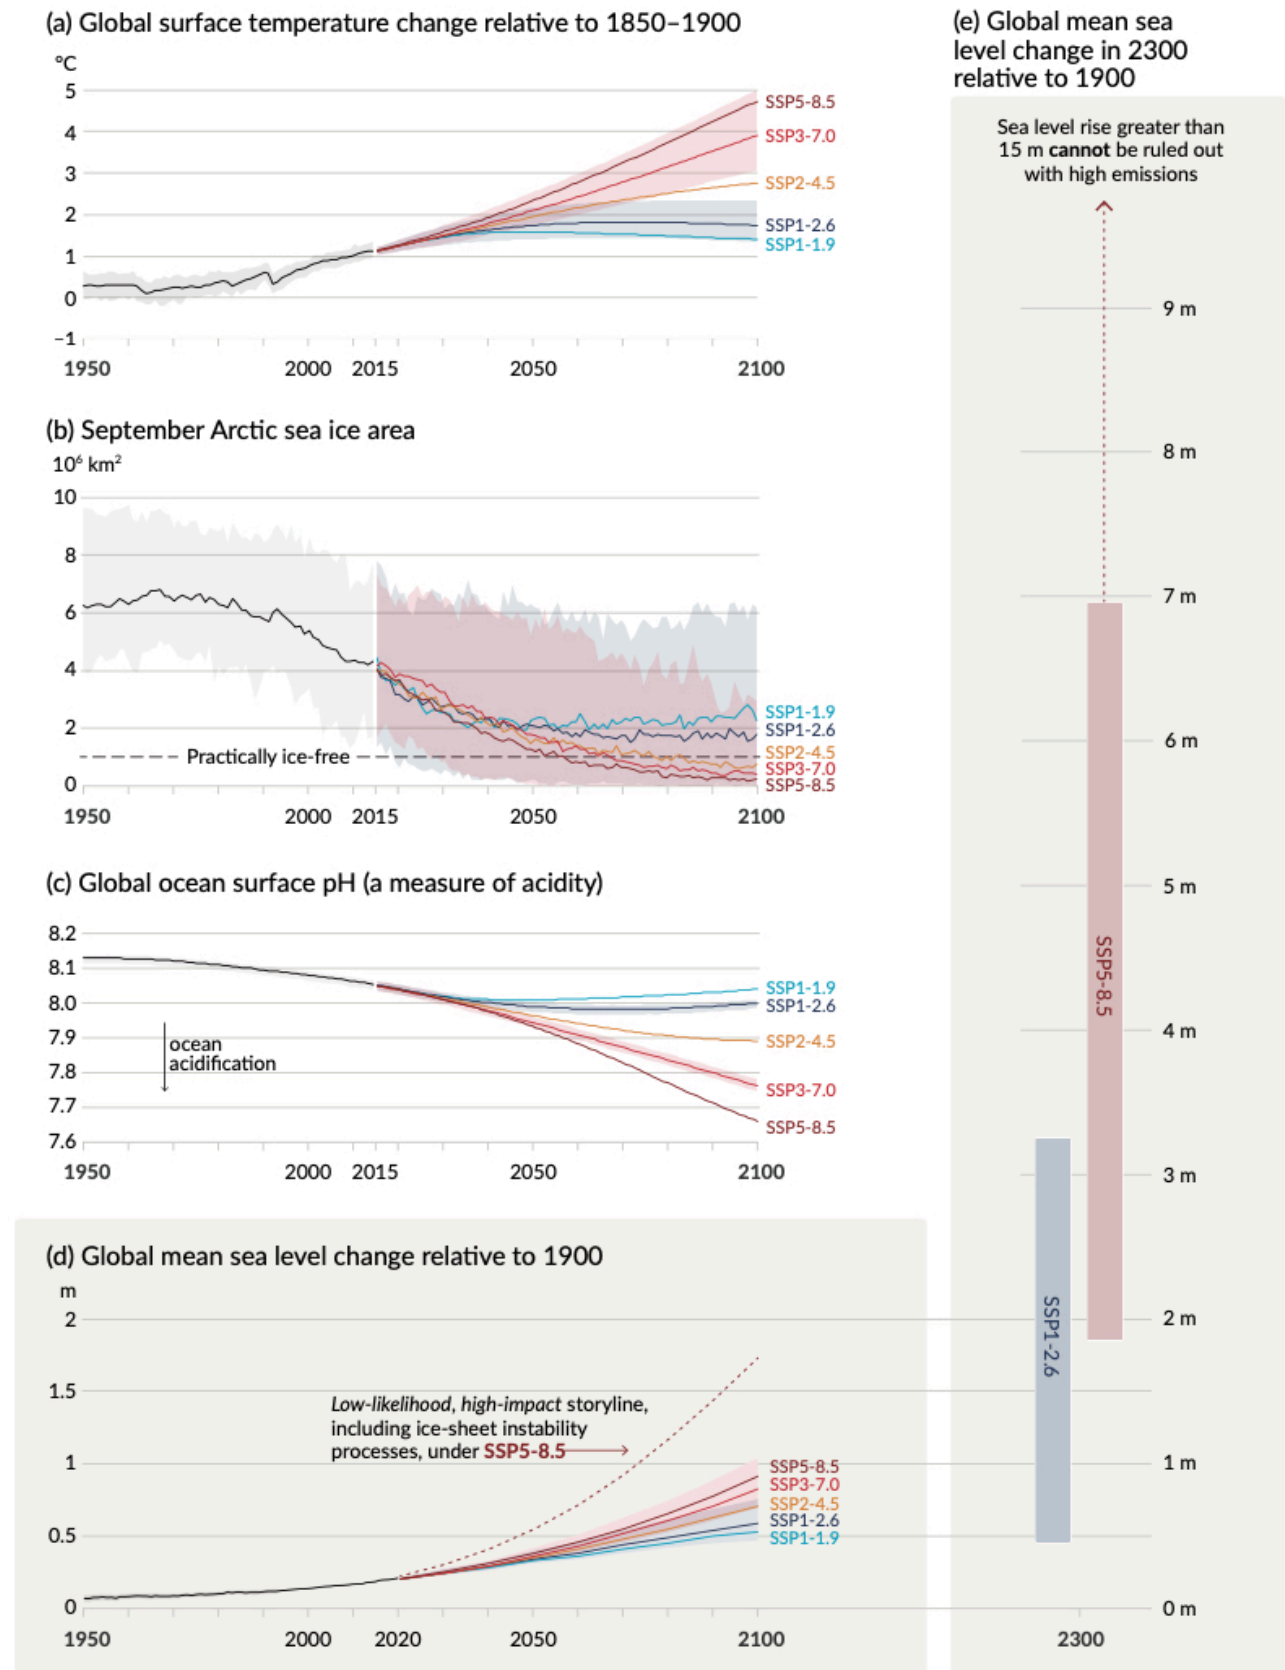 (a) Global surface temperature change relative to 1850–1900
°C
5
4
3
2
1
0
–1
SSP5-8.5
SSP3-7.0
SSP2-4.5
SSP1-2.6
SSP1-1.9
1950 2000 2015 2050 2100
(b) September Arctic sea ice area
10⁶ km²
10
8
6
4
2
0
Practically ice-free
SSP1-1.9
SSP1-2.6
SSP2-4.5
SSP3-7.0
SSP5-8.5
1950 2000 2015 2050 2100
(c) Global ocean surface pH (a measure of acidity)
8.2
8.1
8.0
7.9
7.8
7.7
7.6
ocean
acidification
SSP1-1.9
SSP1-2.6
SSP2-4.5
SSP3-7.0
SSP5-8.5
1950 2000 2015 2050 2100
(d) Global mean sea level change relative to 1900
m
2
1.5
1
0.5
0
Low-likelihood, high-impact storyline,
including ice-sheet instability
processes, under SSP5-8.5
SSP5-8.5
SSP3-7.0
SSP2-4.5
SSP1-2.6
SSP1-1.9
1950 2000 2020 2050 2100
(e) Global mean sea
level change in 2300
relative to 1900
Sea level rise greater than
15 m cannot be ruled out
with high emissions
9 m
8 m
7 m
6 m
5 m
4 m
3 m
2 m
1 m
0 m
SSP5-8.5
SSP1-2.6
2300